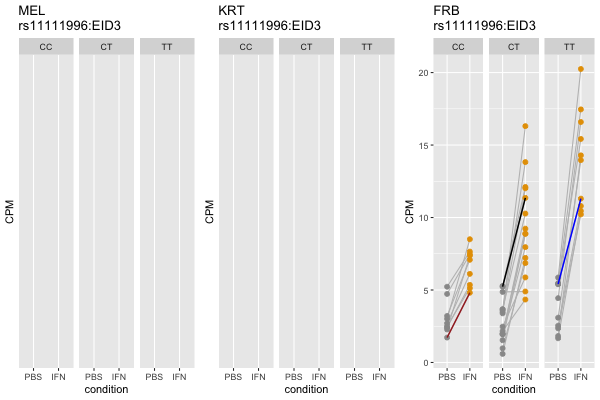 MEL
rs11111996:EID3
CC CT TT
CPM
PBS IFN PBS IFN PBS IFN
condition
KRT
rs11111996:EID3
CC CT TT
CPM
PBS IFN PBS IFN PBS IFN
condition
FRB
rs11111996:EID3
CC CT TT
20
15
10
5
0
CPM
PBS IFN PBS IFN PBS IFN
condition